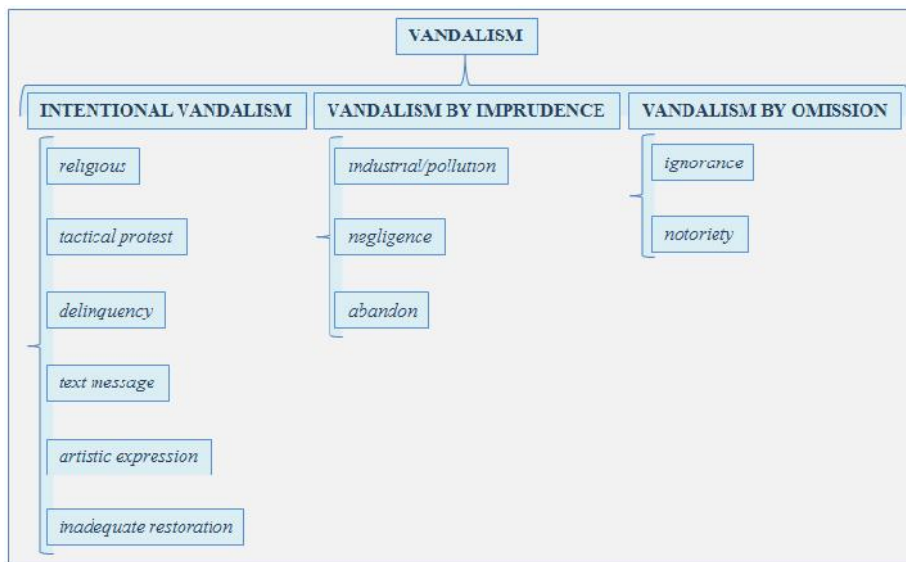 VANDALISM
INTENTIONAL VANDALISM
religious
tactical protest
delinquency
text message
artistic expression
inadequate restoration
VANDALISM BY IMPRUDENCE
industrial/pollution
negligence
abandon
VANDALISM BY OMISSION
ignorance
notoriety